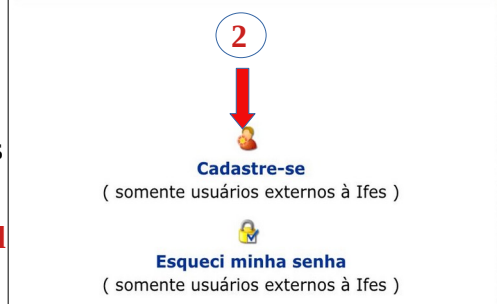 2
Cadastre-se
( somente usuários externos à Ifes )
Esqueci minha senha
( somente usuários externos à Ifes )